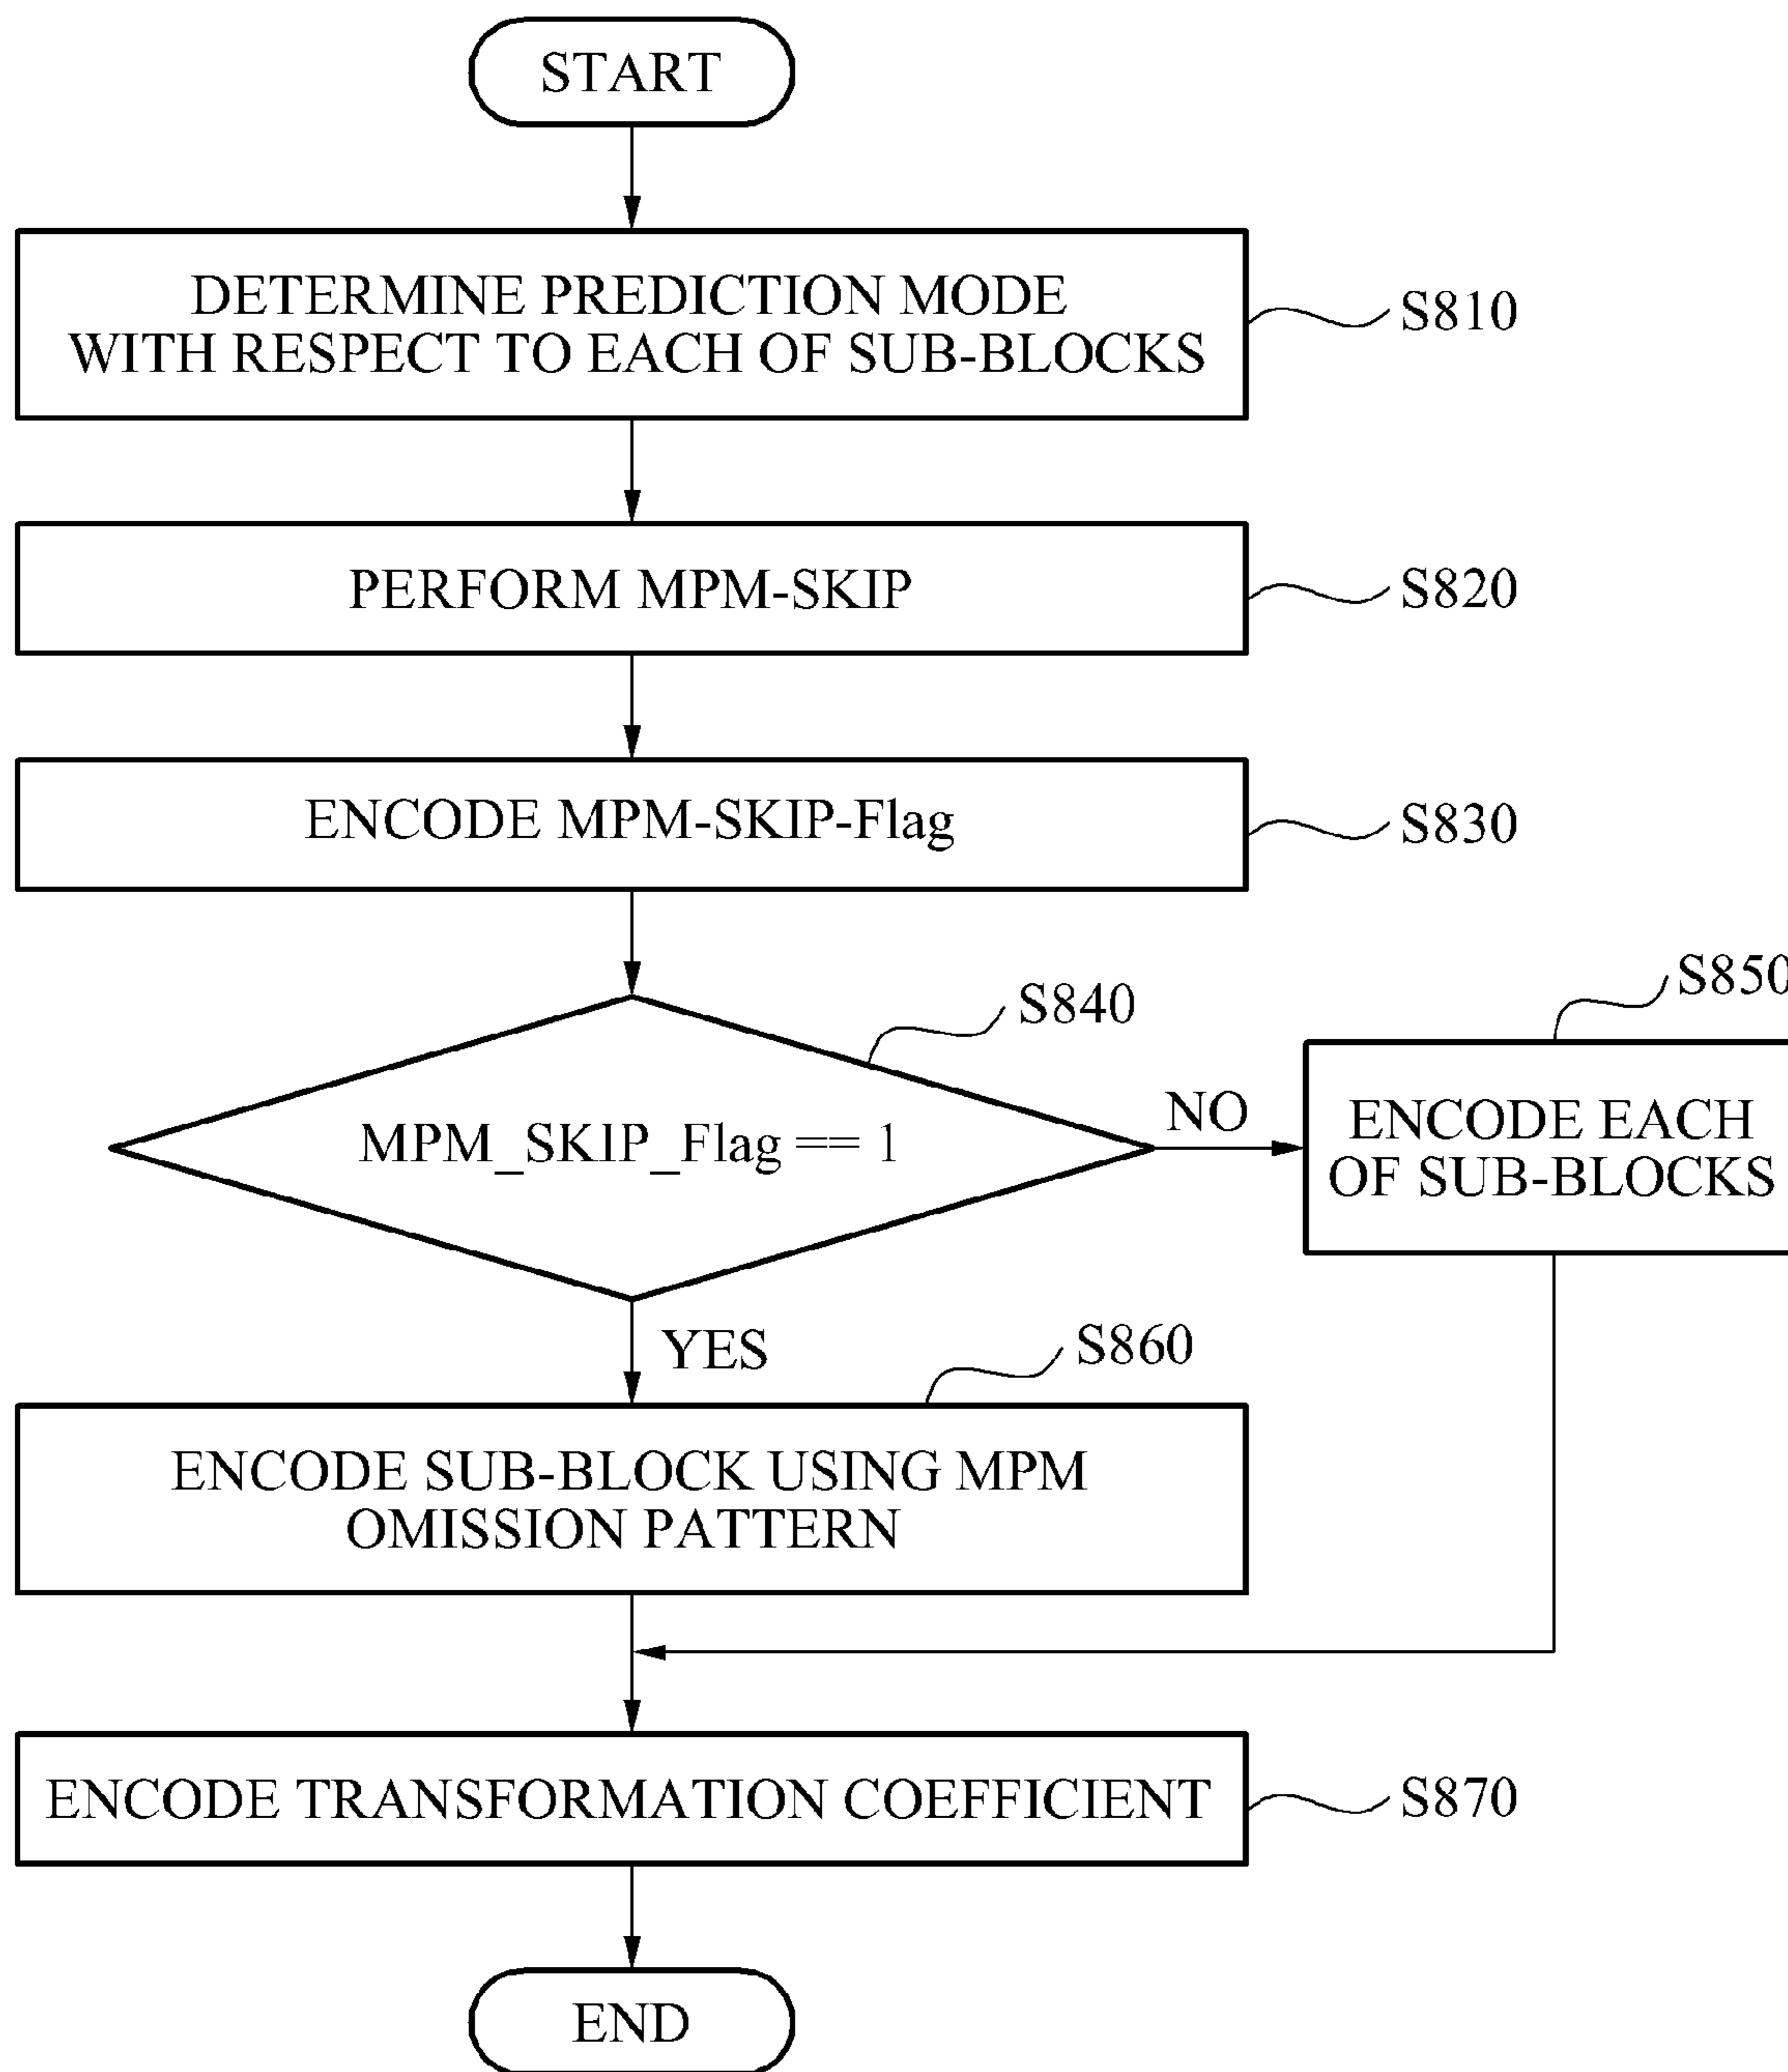 START
DETERMINE PREDICTION MODE
WITH RESPECT TO EACH OF SUB-BLOCKS
S810
PERFORM MPM-SKIP
S820
ENCODE MPM-SKIP-Flag
S830
MPM_SKIP_Flag == 1
S840
NO
S850
ENCODE EACH
OF SUB-BLOCKS
YES
S860
ENCODE SUB-BLOCK USING MPM
OMISSION PATTERN
ENCODE TRANSFORMATION COEFFICIENT
S870
END